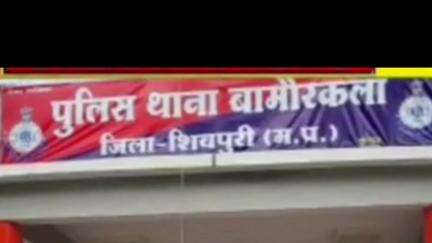 पुलिस थाना बामौरकला
जिला-शिवपुरी (म.प्र.)